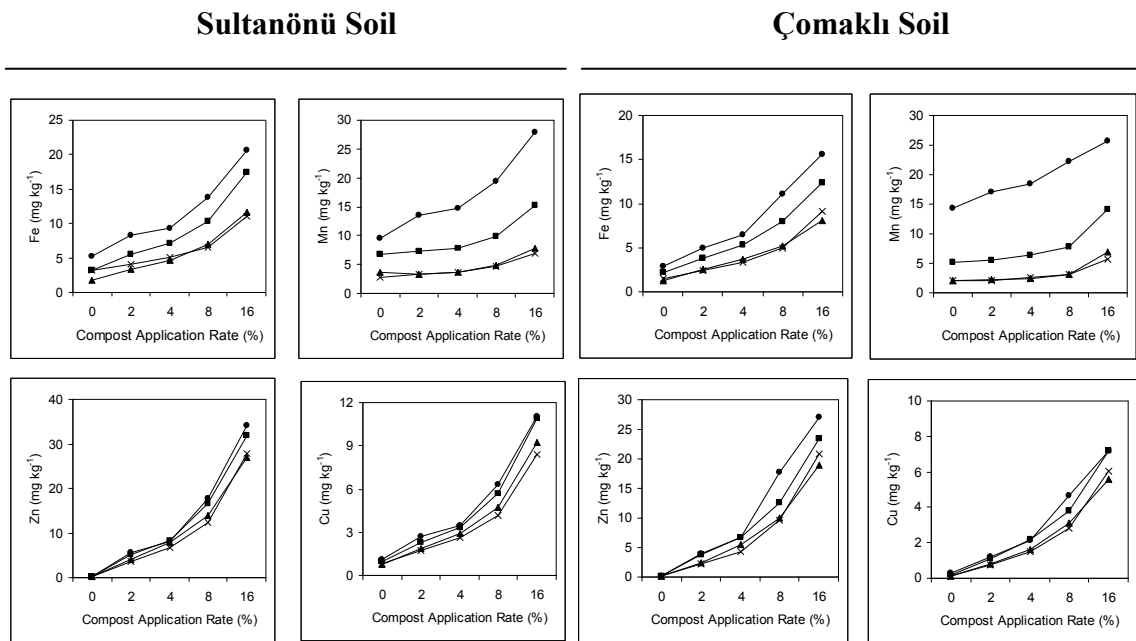 Sultanönü Soil
Çomaklı Soil
Fe (mg kg⁻¹)
25
20
15
10
5
0
0 2 4 8 16
Compost Application Rate (%)
Mn (mg kg⁻¹)
30
25
20
15
10
5
0
0 2 4 8 16
Compost Application Rate (%)
Fe (mg kg⁻¹)
20
15
10
5
0
0 2 4 8 16
Compost Application Rate (%)
Mn (mg kg⁻¹)
30
25
20
15
10
5
0
0 2 4 8 16
Compost Application Rate (%)
Zn (mg kg⁻¹)
40
30
20
10
0
0 2 4 8 16
Compost Application Rate (%)
Cu (mg kg⁻¹)
12
9
6
3
0
0 2 4 8 16
Compost Application Rate (%)
Zn (mg kg⁻¹)
30
25
20
15
10
5
0
0 2 4 8 16
Compost Application Rate (%)
Cu (mg kg⁻¹)
10
8
6
4
2
0
0 2 4 8 16
Compost Application Rate (%)